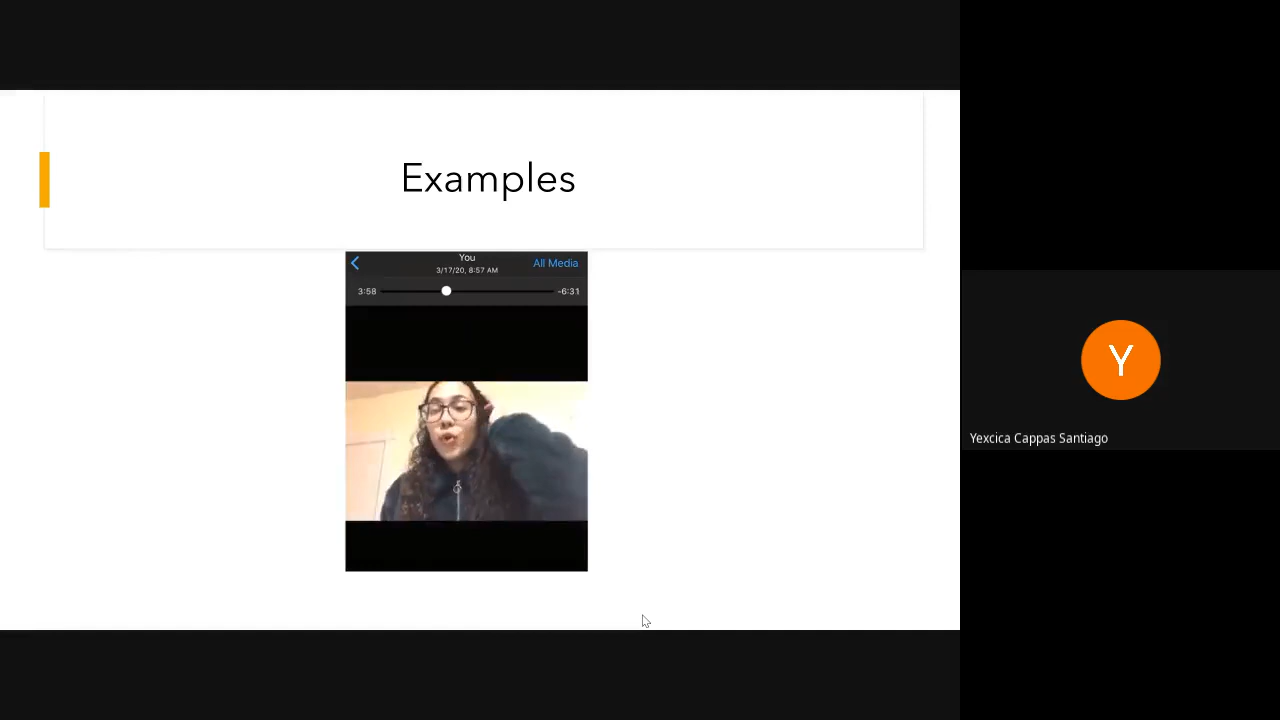 Examples
You
3/17/20, 8:57 AM
All Media
3:58
-6:31
Y
Yexcica Cappas Santiago